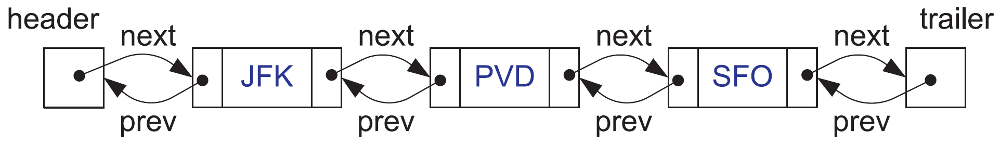 header
trailer
next next next next
JFK PVD SFO
prev prev prev prev